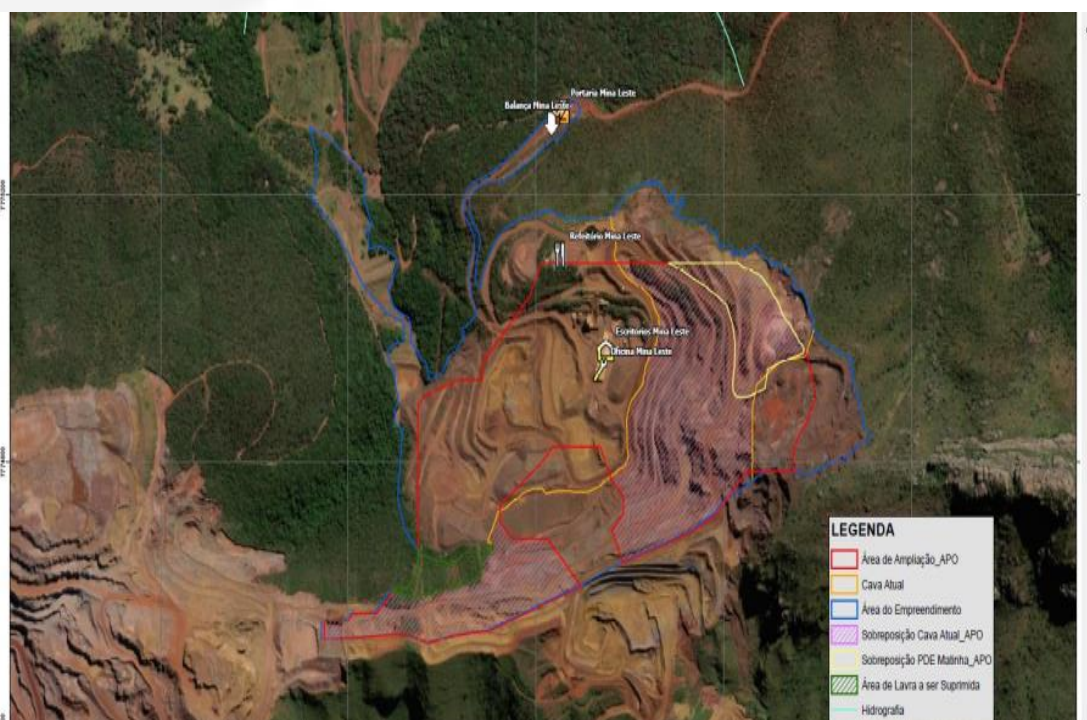 Portaria Mina Leste
Balança Mina Leste
Refeitório Mina Leste
Escritórios Mina Leste
Oficina Mina Leste
LEGENDA
Área de Ampliação_APO
Cava Atual
Área do Empreendimento
Sobreposição Cava Atual_APO
Sobreposição PDE Matinha_APO
Área de Lavra a ser Suprimida
Hidrografia